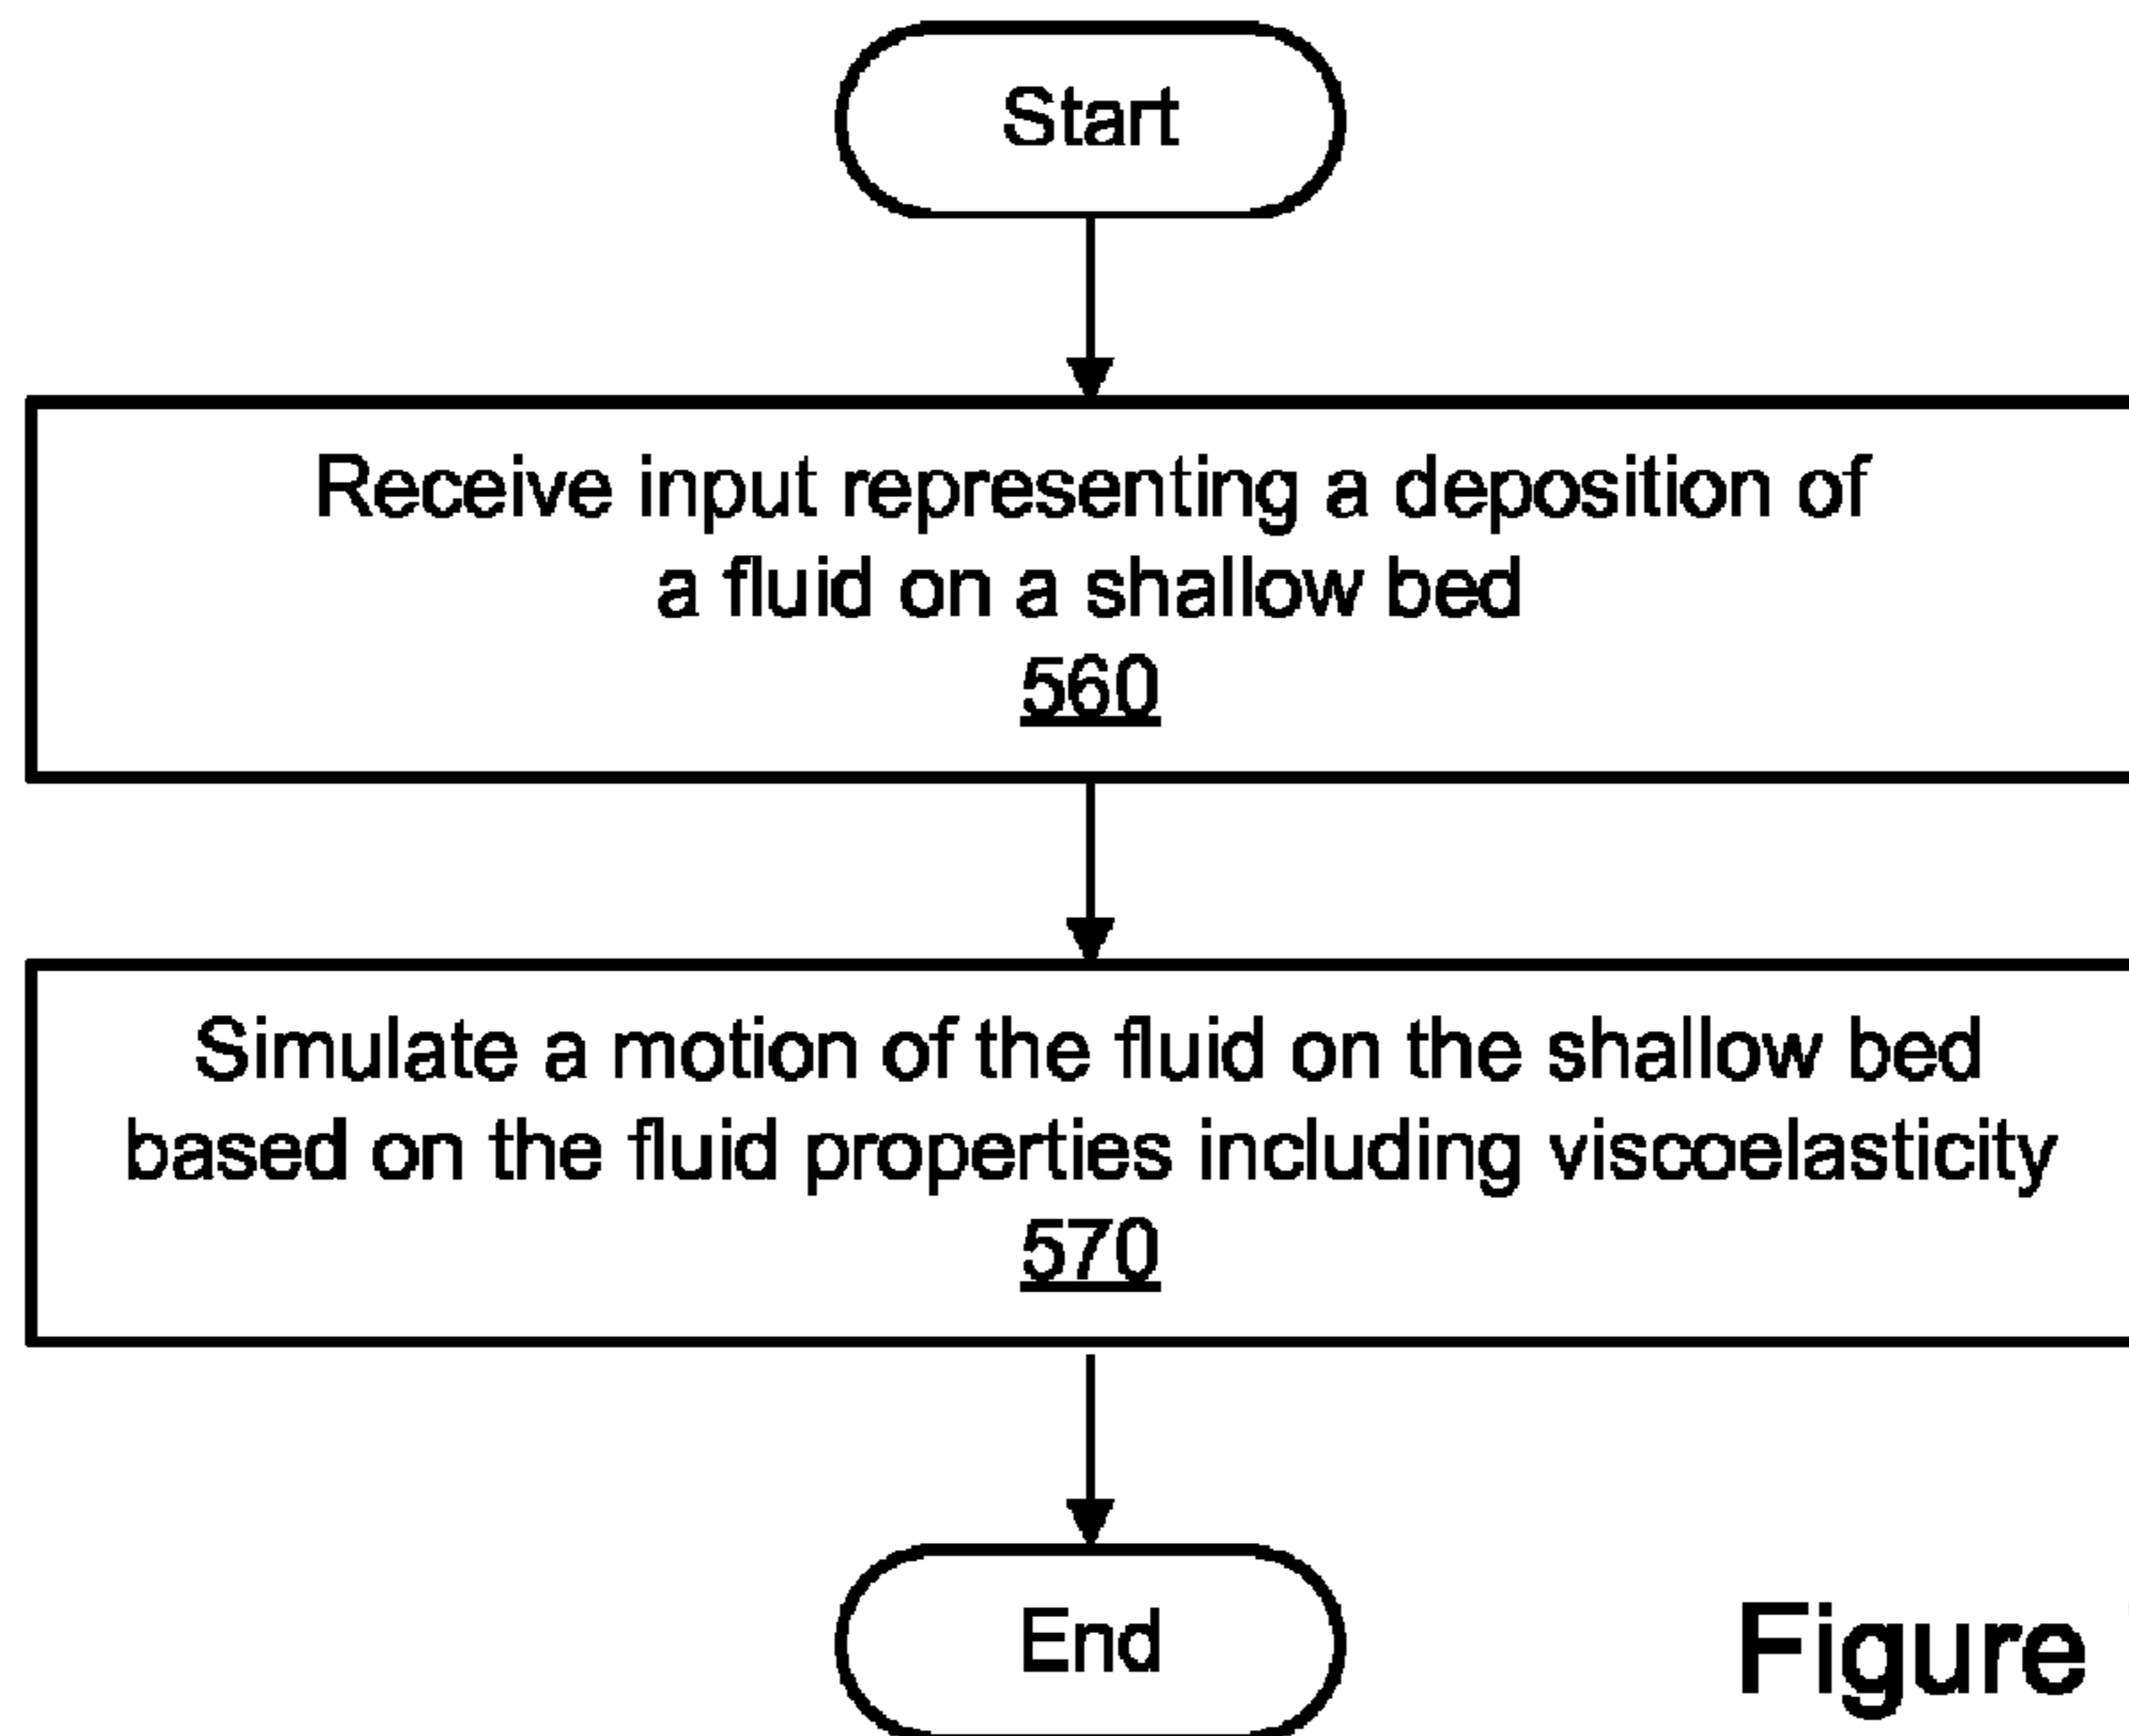 Start
Receive input representing a deposition of
a fluid on a shallow bed
560
Simulate a motion of the fluid on the shallow bed
based on the fluid properties including viscoelasticity
570
End
Figure